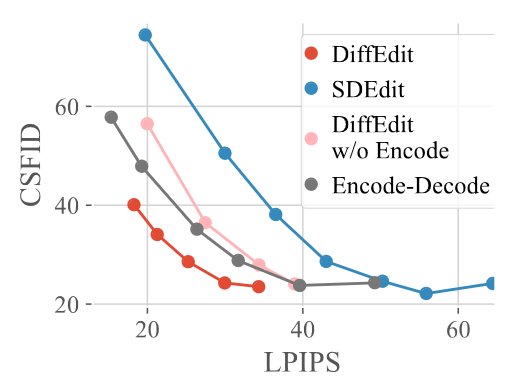 DiffEdit
SDEdit
DiffEdit
w/o Encode
Encode-Decode
CSFID
60
40
20
20
40
60
LPIPS